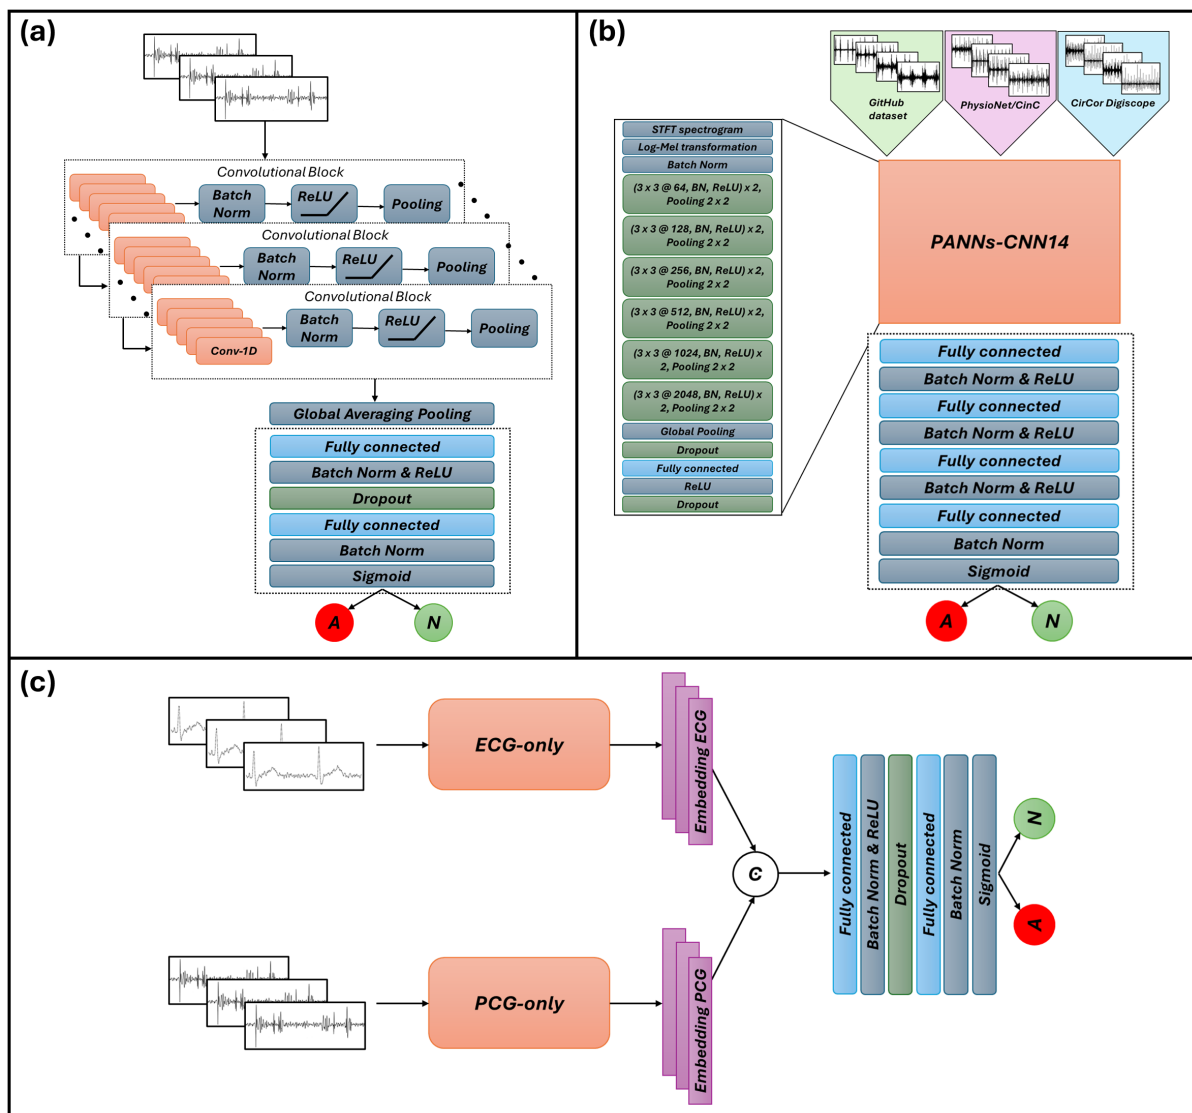 (a)
Convolutional Block
Batch
Norm
ReLU
Pooling
Convolutional Block
Batch
Norm
ReLU
Pooling
Convolutional Block
Conv-1D
Batch
Norm
ReLU
Pooling
Global Averaging Pooling
Fully connected
Batch Norm & ReLU
Dropout
Fully connected
Batch Norm
Sigmoid
A
N
(b)
GitHub
dataset
PhysioNet/CinC
CirCor Digiscope
STFT spectrogram
Log-Mel transformation
Batch Norm
(3 x 3 @ 64, BN, ReLU) x 2,
Pooling 2 x 2
(3 x 3 @ 128, BN, ReLU) x 2,
Pooling 2 x 2
(3 x 3 @ 256, BN, ReLU) x 2,
Pooling 2 x 2
(3 x 3 @ 512, BN, ReLU) x 2,
Pooling 2 x 2
(3 x 3 @ 1024, BN, ReLU) x
2, Pooling 2 x 2
(3 x 3 @ 2048, BN, ReLU) x
2, Pooling 2 x 2
Global Pooling
Dropout
Fully connected
ReLU
Dropout
PANNs-CNN14
Fully connected
Batch Norm & ReLU
Fully connected
Batch Norm & ReLU
Fully connected
Batch Norm & ReLU
Fully connected
Batch Norm
Sigmoid
A
N
(c)
ECG-only
Embedding ECG
PCG-only
Embedding PCG
C
Fully connected
Batch Norm & ReLU
Dropout
Fully connected
Batch Norm
Sigmoid
N
A